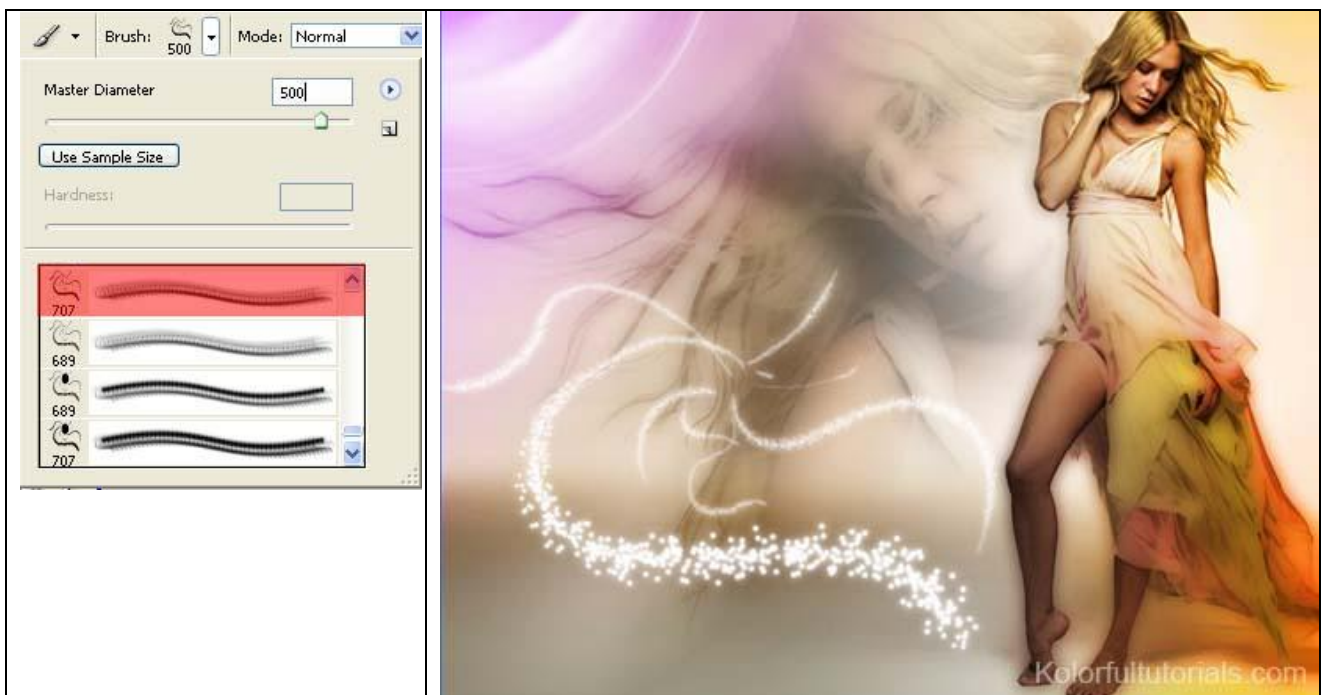 Brush:
500
Mode: Normal
Master Diameter
500
Use Sample Size
Hardness:
707
689
689
707
Kolorfultutorials.com